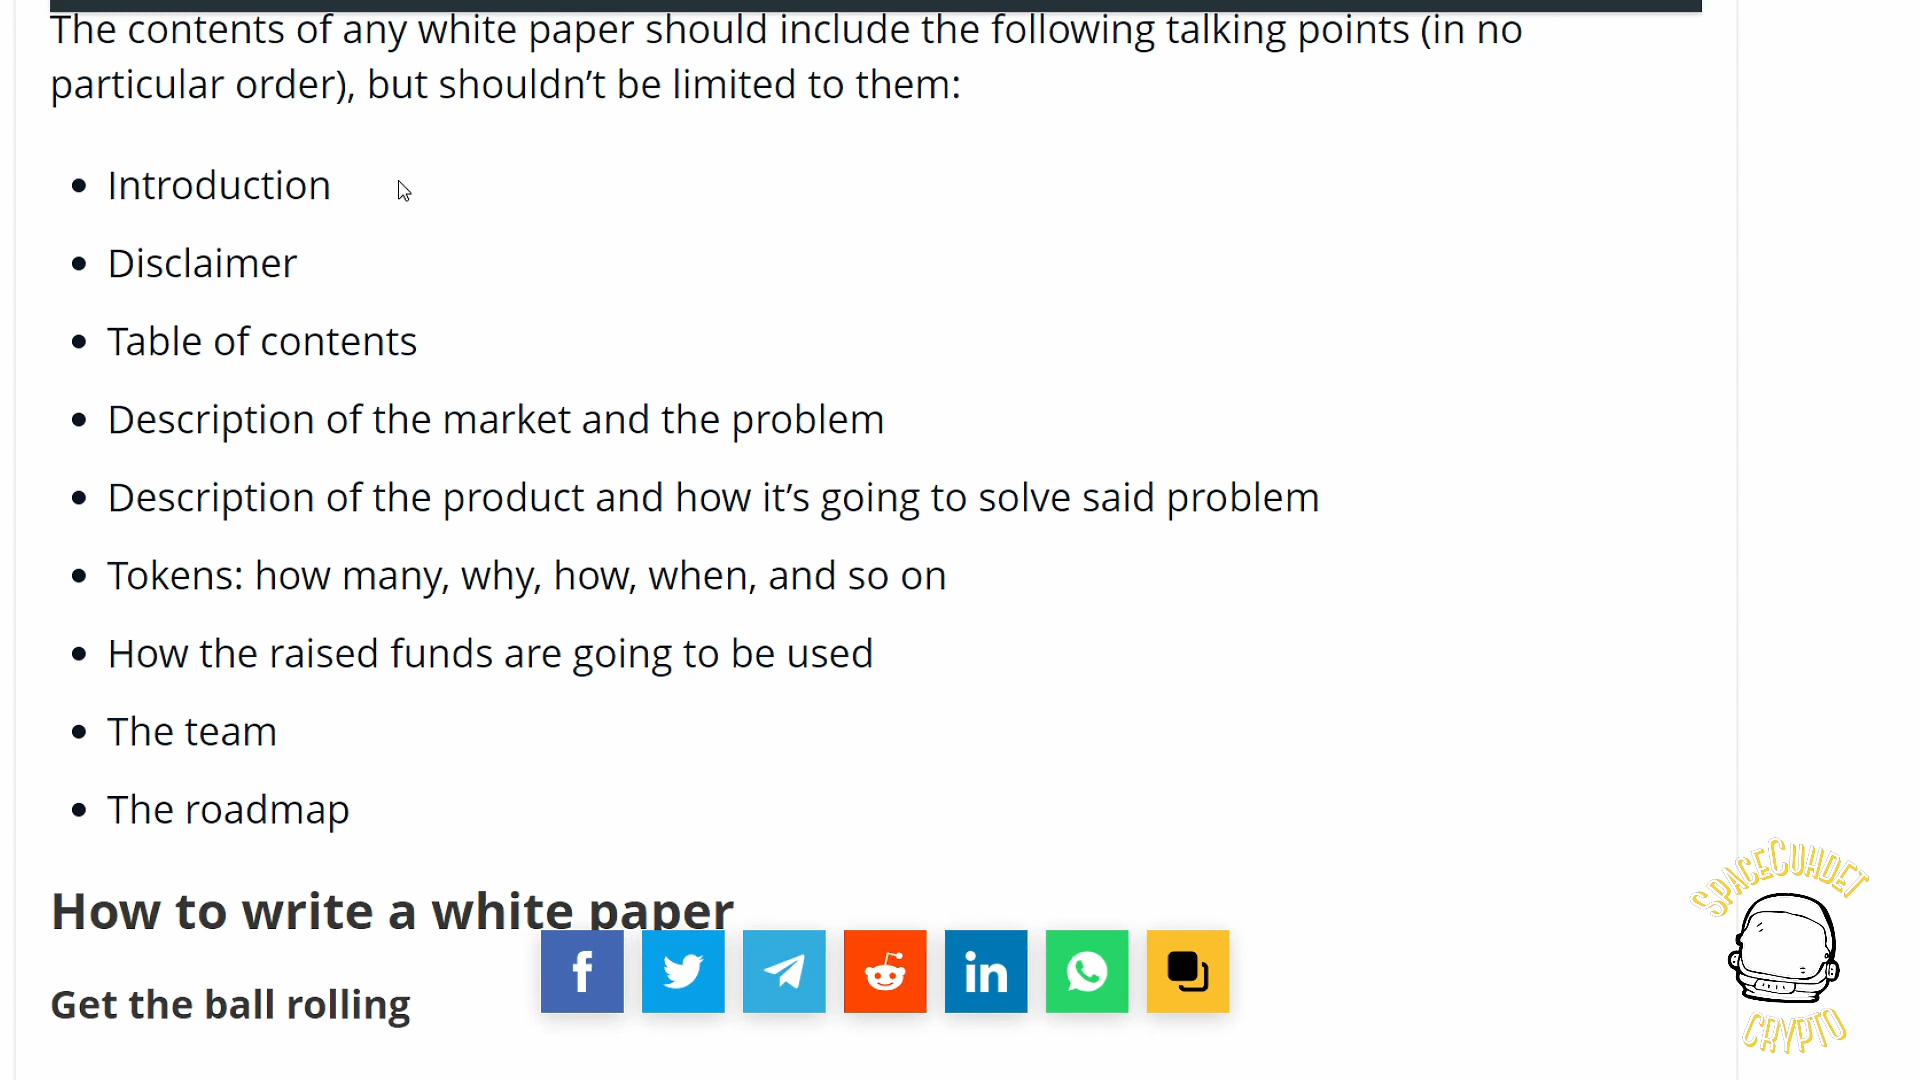 The contents of any white paper should include the following talking points (in no
particular order), but shouldn’t be limited to them:
Introduction
Disclaimer
Table of contents
Description of the market and the problem
Description of the product and how it’s going to solve said problem
Tokens: how many, why, how, when, and so on
How the raised funds are going to be used
The team
The roadmap
How to write a white paper
Get the ball rolling
SPACECUHDET
CRYPTO